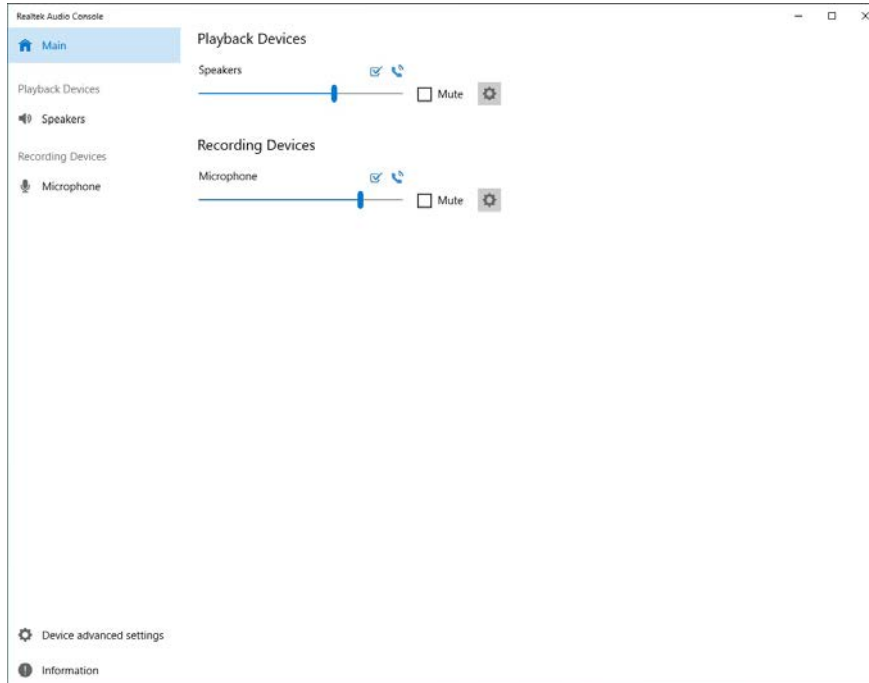 Realtek Audio Console
Main
Playback Devices
Speakers
Recording Devices
Microphone
Device advanced settings
Information
Playback Devices
Speakers
Mute
Recording Devices
Microphone
Mute